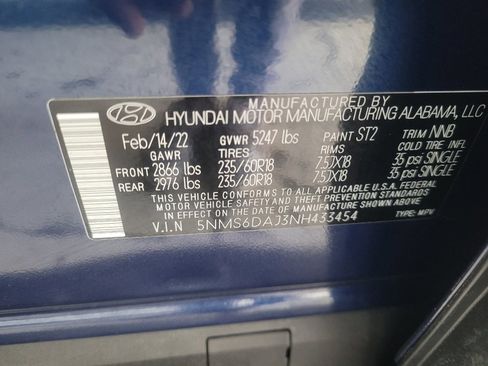 MANUFACTURED BY
HYUNDAI MOTOR MANUFACTURING ALABAMA, LLC
Feb/14/22 GVWR 5247 lbs PAINT ST2 TRIM NNB
GAWR TIRES RIMS COLD TIRE INFL
FRONT 2866 lbs 235/60R18 7.5JX18 35 psi SINGLE
REAR 2976 lbs 235/60R18 7.5JX18 35 psi SINGLE
THIS VEHICLE CONFORMS TO ALL APPLICABLE U.S.A. FEDERAL
MOTOR VEHICLE SAFETY AND THEFT PREVENTION STANDARDS
IN EFFECT ON THE DATE OF MANUFACTURE SHOWN ABOVE.
V.I.N 5NMS6DAJ3NH433454 TYPE: MPV